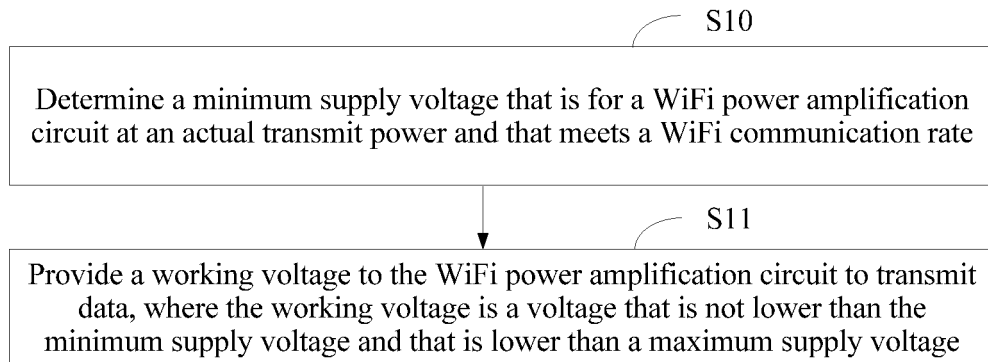 S10
Determine a minimum supply voltage that is for a WiFi power amplification
circuit at an actual transmit power and that meets a WiFi communication rate
S11
Provide a working voltage to the WiFi power amplification circuit to transmit
data, where the working voltage is a voltage that is not lower than the
minimum supply voltage and that is lower than a maximum supply voltage